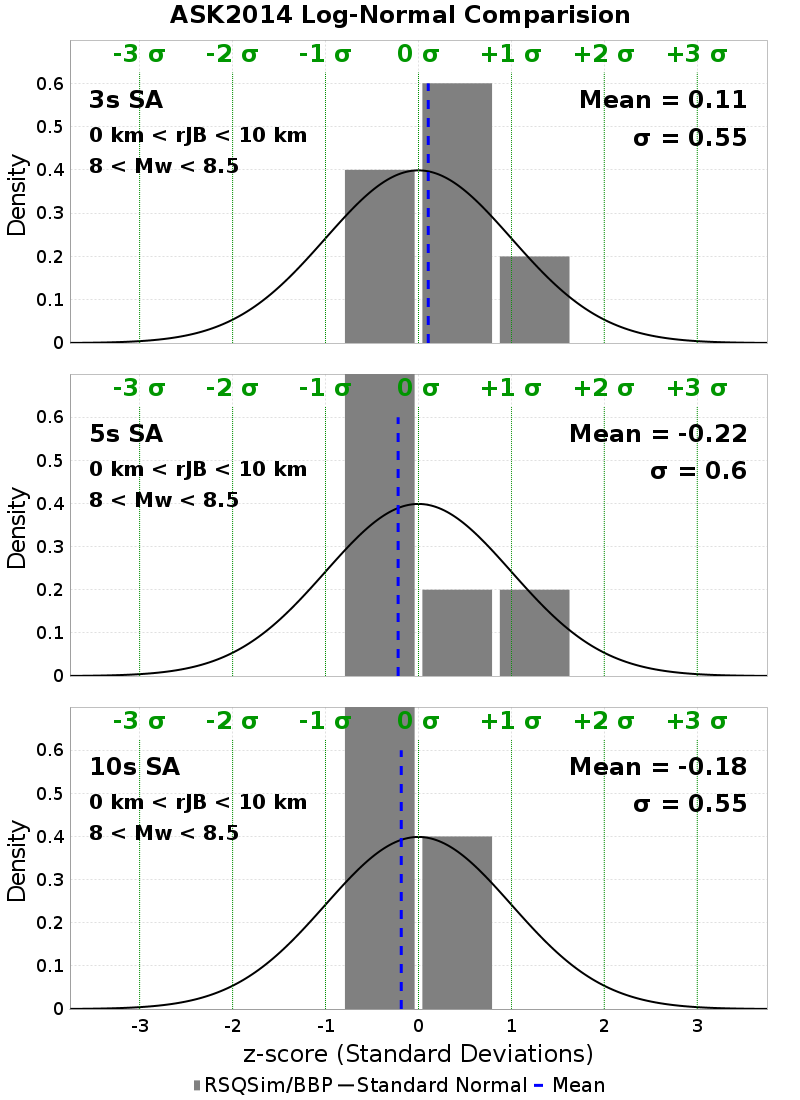 ASK2014 Log-Normal Comparision
-3 σ -2 σ -1 σ 0 σ +1 σ +2 σ +3 σ
3s SA
0 km < rJB < 10 km
8 < Mw < 8.5
Mean = 0.11
σ = 0.55
Density
0.6
0.5
0.4
0.3
0.2
0.1
0
-3 σ -2 σ -1 σ 0 σ +1 σ +2 σ +3 σ
5s SA
0 km < rJB < 10 km
8 < Mw < 8.5
Mean = -0.22
σ = 0.6
Density
0.6
0.5
0.4
0.3
0.2
0.1
0
-3 σ -2 σ -1 σ 0 σ +1 σ +2 σ +3 σ
10s SA
0 km < rJB < 10 km
8 < Mw < 8.5
Mean = -0.18
σ = 0.55
Density
0.6
0.5
0.4
0.3
0.2
0.1
0
-3 -2 -1 0 1 2 3
z-score (Standard Deviations)
RSQSim/BBP Standard Normal Mean